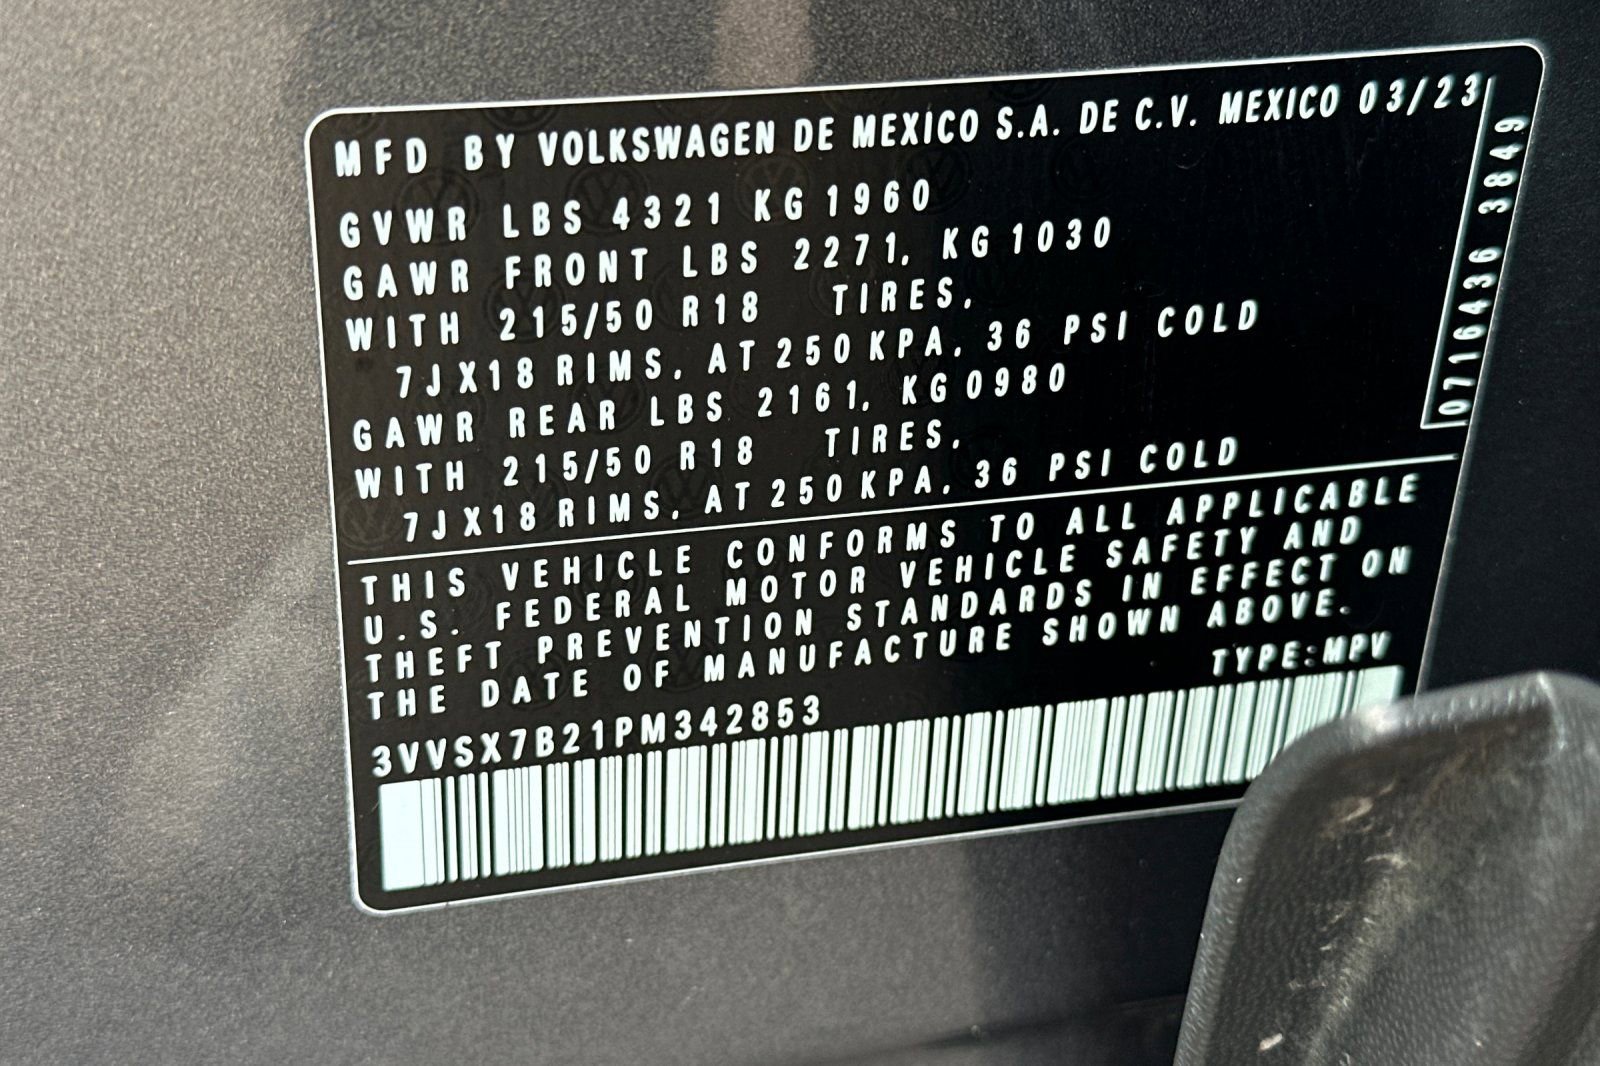 MFD BY VOLKSWAGEN DE MEXICO S.A. DE C.V. MEXICO 03/23
GVWR LBS 4321 KG 1960
GAWR FRONT LBS 2271, KG 1030
WITH 215/50 R18 TIRES,
7JX18 RIMS, AT 250 KPA, 36 PSI COLD
GAWR REAR LBS 2161, KG 0980
WITH 215/50 R18 TIRES,
7JX18 RIMS, AT 250 KPA, 36 PSI COLD
0716436 3849
THIS VEHICLE CONFORMS TO ALL APPLICABLE
U.S. FEDERAL MOTOR VEHICLE SAFETY AND
THEFT PREVENTION STANDARDS IN EFFECT ON
THE DATE OF MANUFACTURE SHOWN ABOVE.
TYPE:MPV
3VVSX7B21PM342853